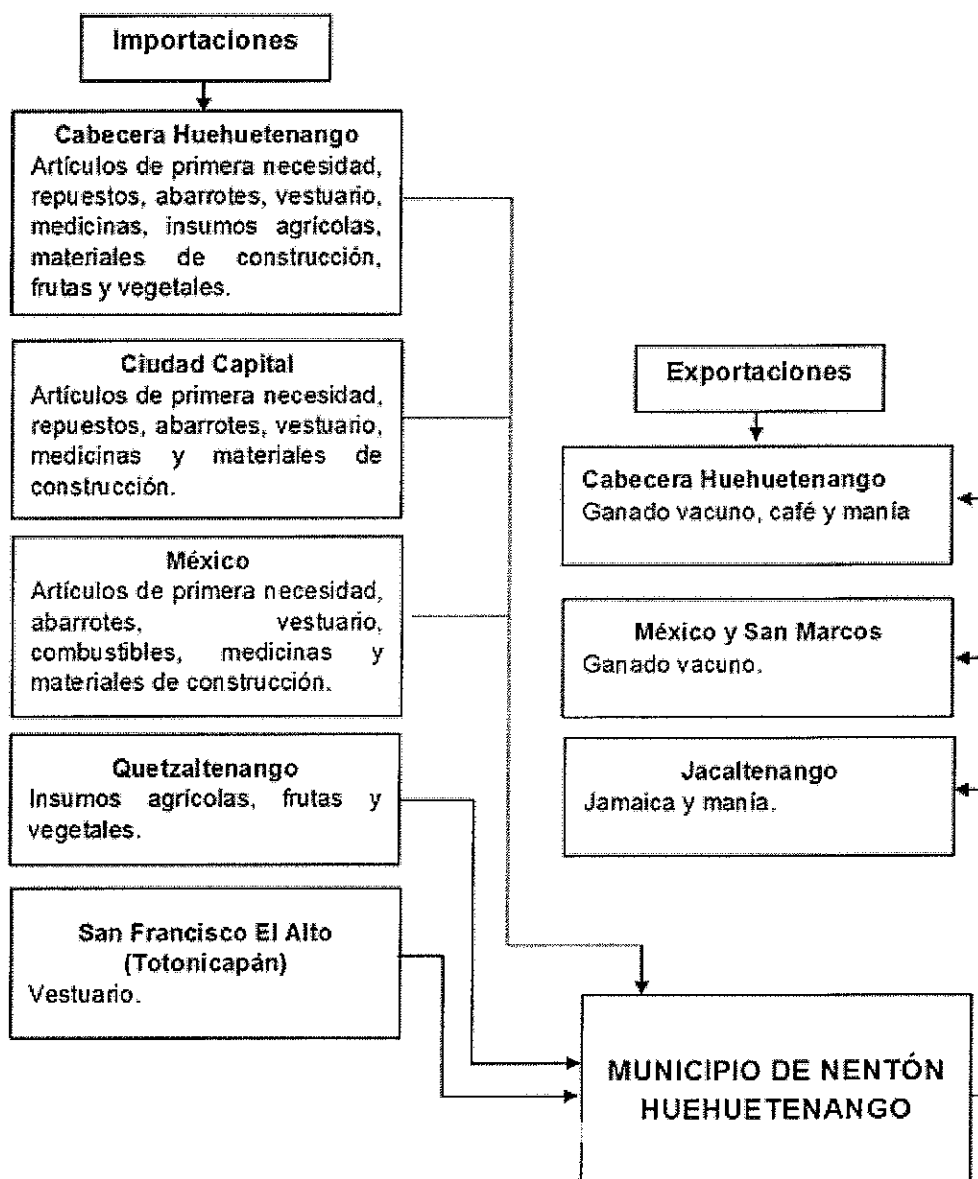 Importaciones
Cabecera Huehuetenango
Artículos de primera necesidad,
repuestos, abarrotes, vestuario,
medicinas, insumos agrícolas,
materiales de construcción,
frutas y vegetales.
Ciudad Capital
Artículos de primera necesidad,
repuestos, abarrotes, vestuario,
medicinas y materiales de
construcción.
México
Artículos de primera necesidad,
abarrotes, vestuario,
combustibles, medicinas y
materiales de construcción.
Quetzaltenango
Insumos agrícolas, frutas y
vegetales.
San Francisco El Alto
(Totonicapán)
Vestuario.
Exportaciones
Cabecera Huehuetenango
Ganado vacuno, café y manía
México y San Marcos
Ganado vacuno.
Jacaltenango
Jamaica y manía.
MUNICIPIO DE NENTÓN
HUEHUETENANGO